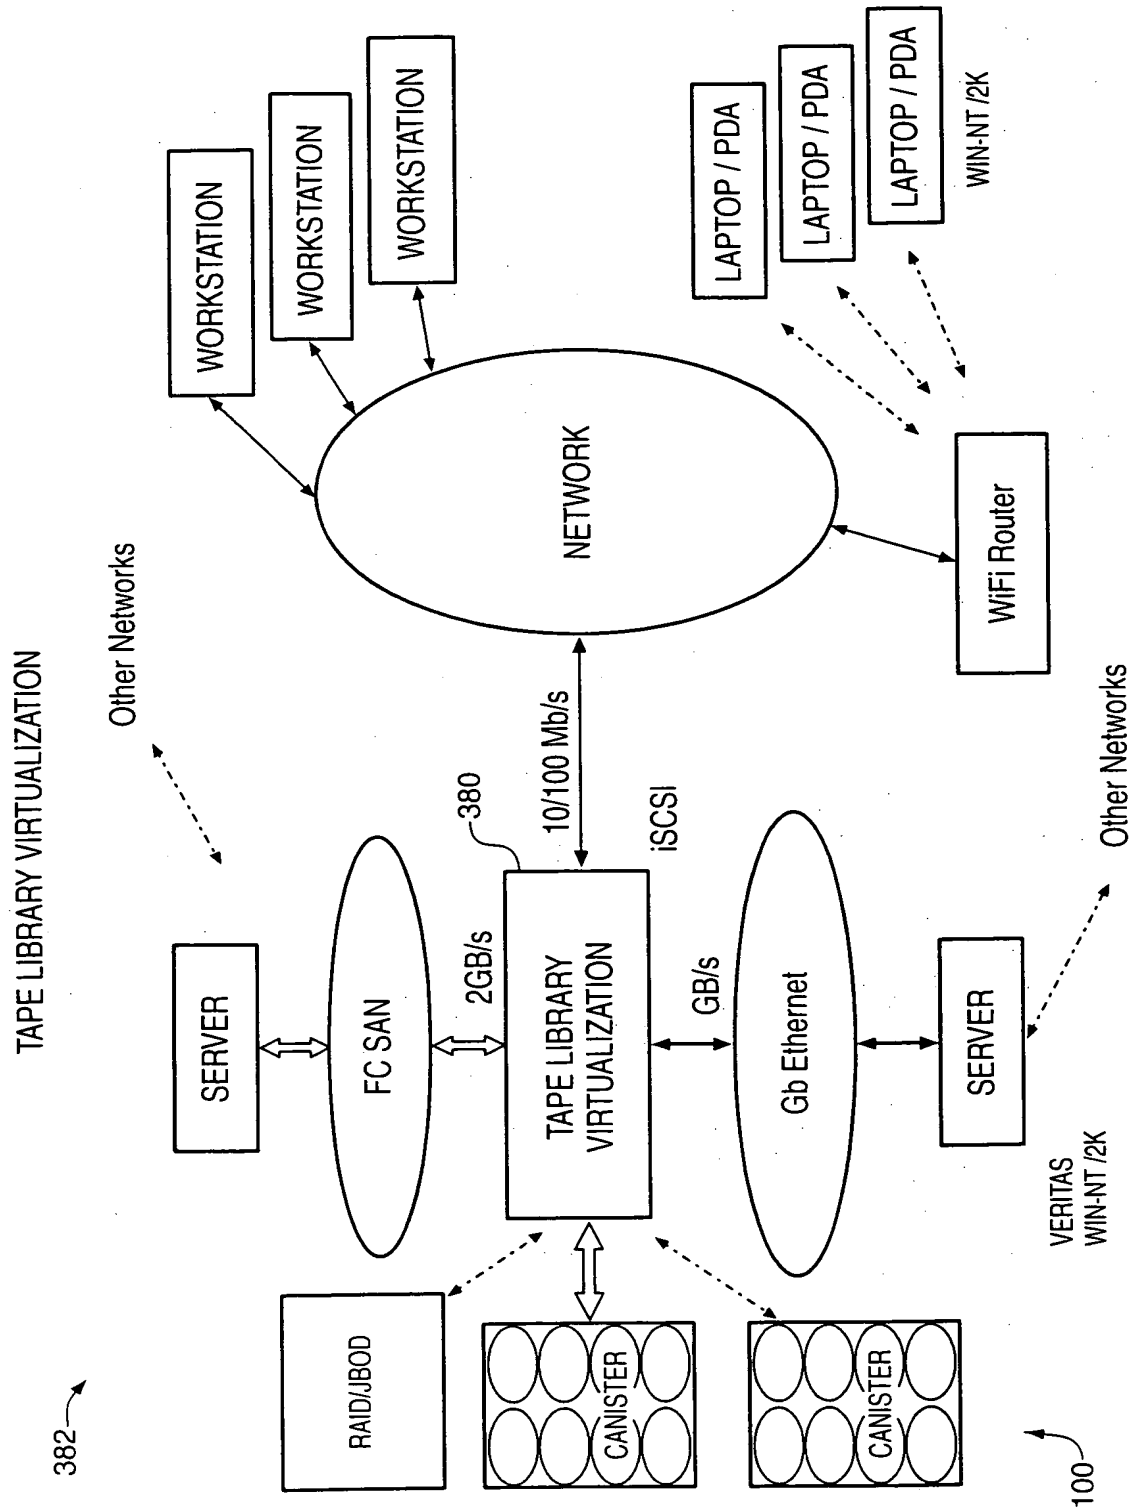 TAPE LIBRARY VIRTUALIZATION
382
RAID/JBOD
CANISTER
CANISTER
100
SERVER
FC SAN
2GB/s
TAPE LIBRARY
VIRTUALIZATION
380
GB/s
Gb Ethernet
SERVER
VERITAS
WIN-NT /2K
Other Networks
Other Networks
10/100 Mb/s
iSCSI
NETWORK
WiFi Router
WORKSTATION
WORKSTATION
WORKSTATION
LAPTOP / PDA
LAPTOP / PDA
LAPTOP / PDA
WIN-NT /2K